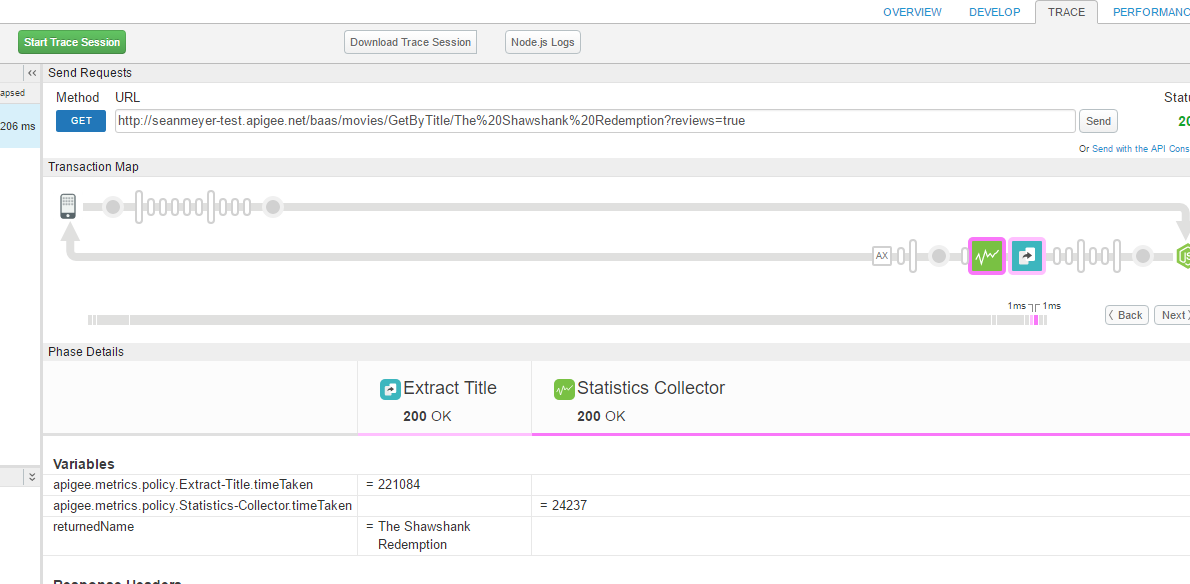 OVERVIEW DEVELOP TRACE PERFORMANC
Start Trace Session Download Trace Session Node.js Logs
« Send Requests
apsed
Method URL Statu
GET http://seanmeyer-test.apigee.net/baas/movies/GetByTitle/The%20Shawshank%20Redemption?reviews=true Send 20
206 ms
Or Send with the API Cons
Transaction Map
AX JS
1ms 1ms
Back Next
Phase Details
Extract Title Statistics Collector
200 OK 200 OK
Variables
apigee.metrics.policy.Extract-Title.timeTaken = 221084
apigee.metrics.policy.Statistics-Collector.timeTaken = 24237
returnedName = The Shawshank
Redemption
Response Headers